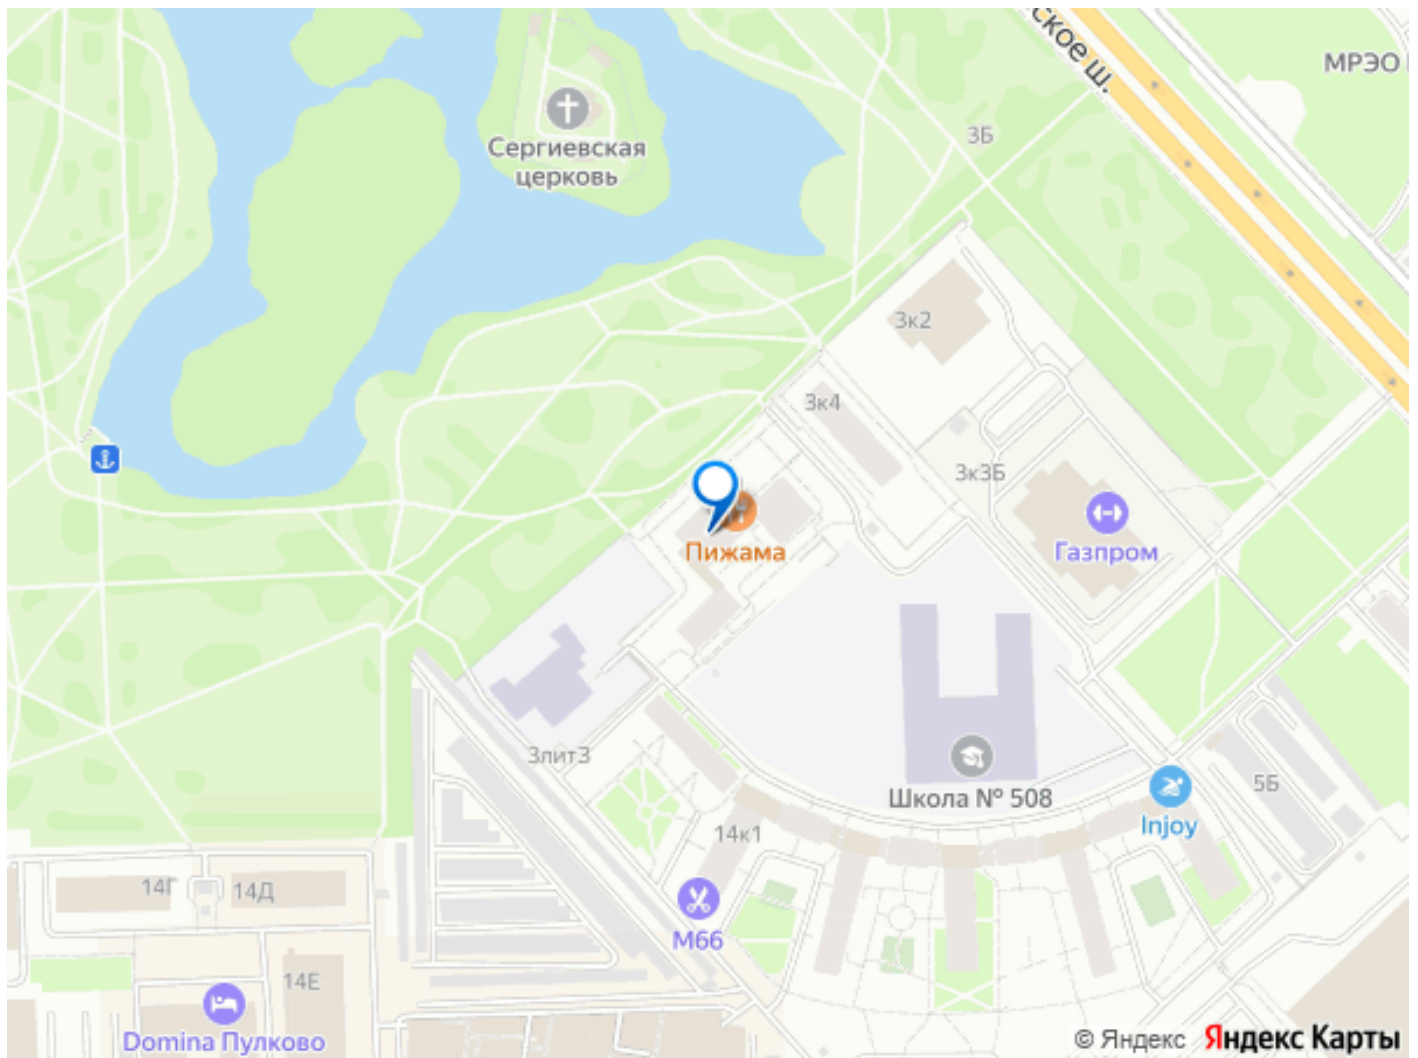 ское ш.
МРЭО
3Б
Сергиевская
церковь
3к2
3к4
3к3Б
Пижама
Газпром
3лит3
Школа № 508
5Б
Injoy
14к1
14Г
14Д
М66
14Е
Domina Пулково
© Яндекс Яндекс Карты